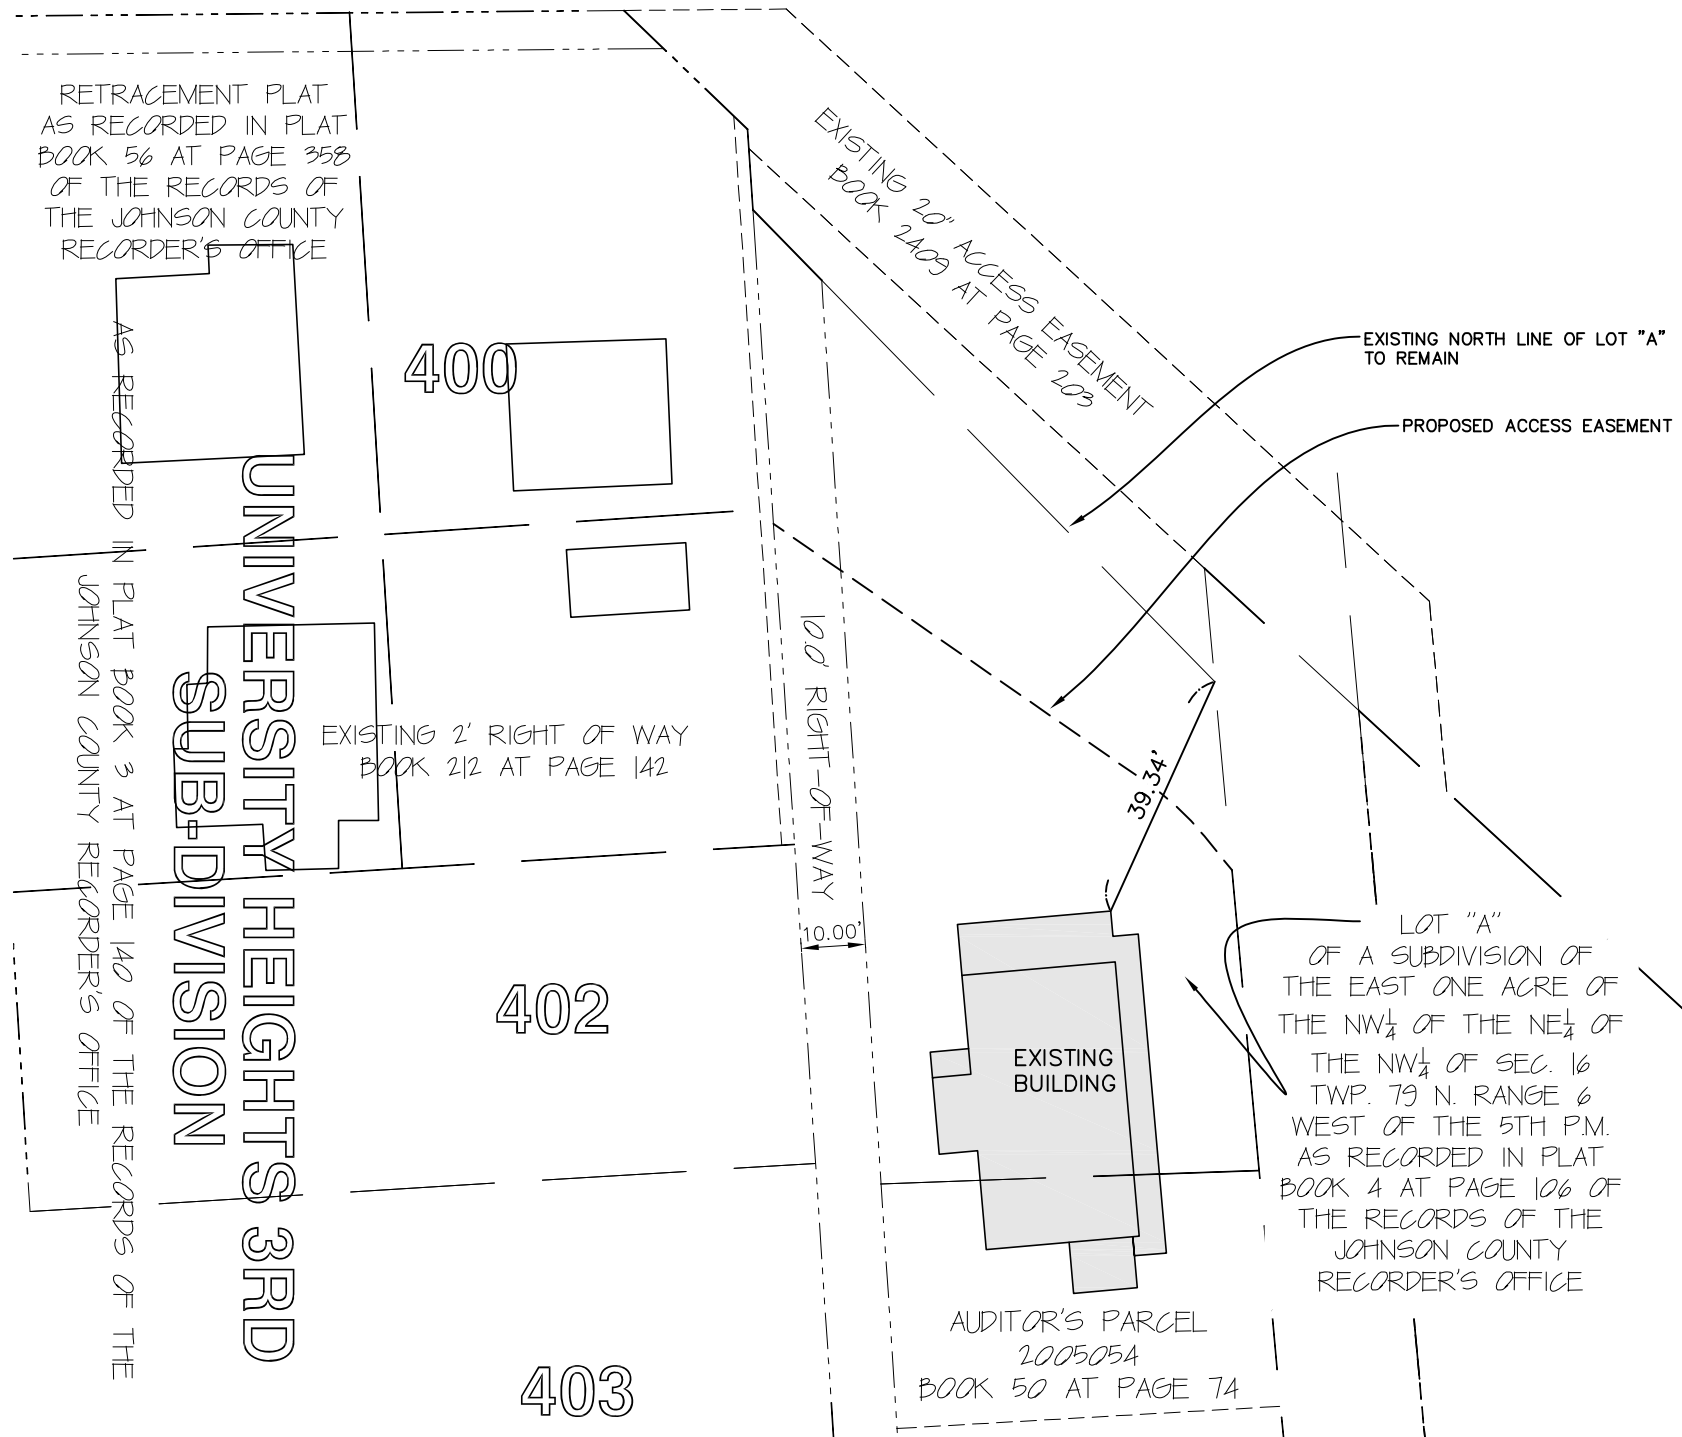 RETRACEMENT PLAT
AS RECORDED IN PLAT
BOOK 56 AT PAGE 358
OF THE RECORDS OF
THE JOHNSON COUNTY
RECORDER'S OFFICE
EXISTING 20" ACCESS EASEMENT
BOOK 2409 AT PAGE 203
EXISTING NORTH LINE OF LOT "A"
TO REMAIN
PROPOSED ACCESS EASEMENT
400
UNIVERSITY HEIGHTS 3RD
SUB-DIVISION
AS RECORDED IN PLAT BOOK 3 AT PAGE 140 OF THE RECORDS OF THE
JOHNSON COUNTY RECORDER'S OFFICE
EXISTING 2' RIGHT OF WAY
BOOK 212 AT PAGE 142
10.0' RIGHT-OF-WAY
39.34'
10.00'
402
EXISTING
BUILDING
LOT "A"
OF A SUBDIVISION OF
THE EAST ONE ACRE OF
THE NW¼ OF THE NE¼ OF
THE NW¼ OF SEC. 16
TWP. 79 N. RANGE 6
WEST OF THE 5TH P.M.
AS RECORDED IN PLAT
BOOK 4 AT PAGE 106 OF
THE RECORDS OF THE
JOHNSON COUNTY
RECORDER'S OFFICE
AUDITOR'S PARCEL
2005054
BOOK 50 AT PAGE 74
403